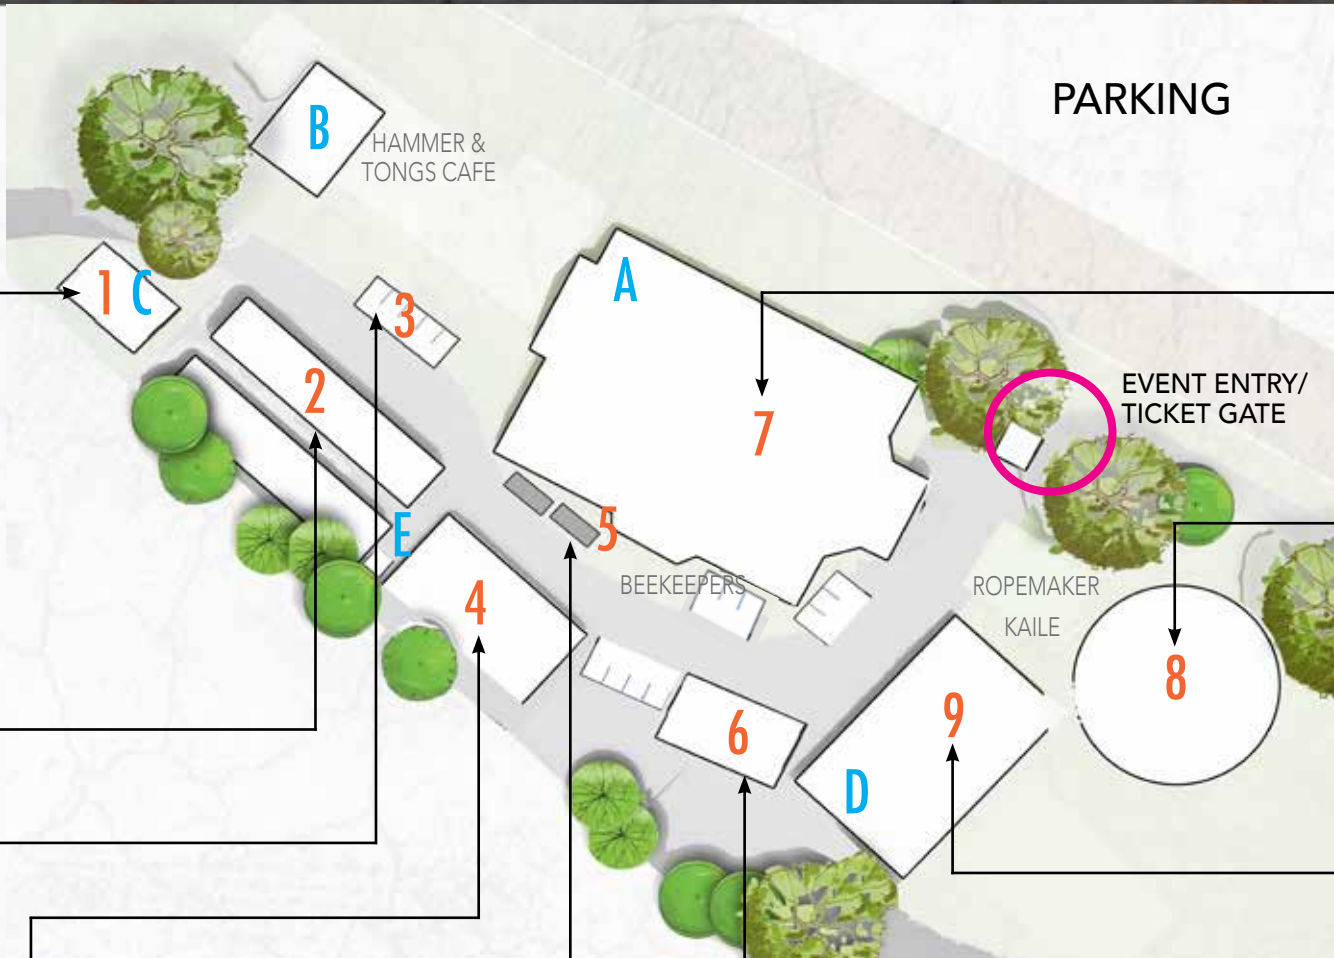 PARKING
B
HAMMER &
TONGS CAFE
1 C
3
A
2
7
EVENT ENTRY/
TICKET GATE
E
5
4
BEEKEEPERS
ROPEMAKER
KAILE
8
6
9
D